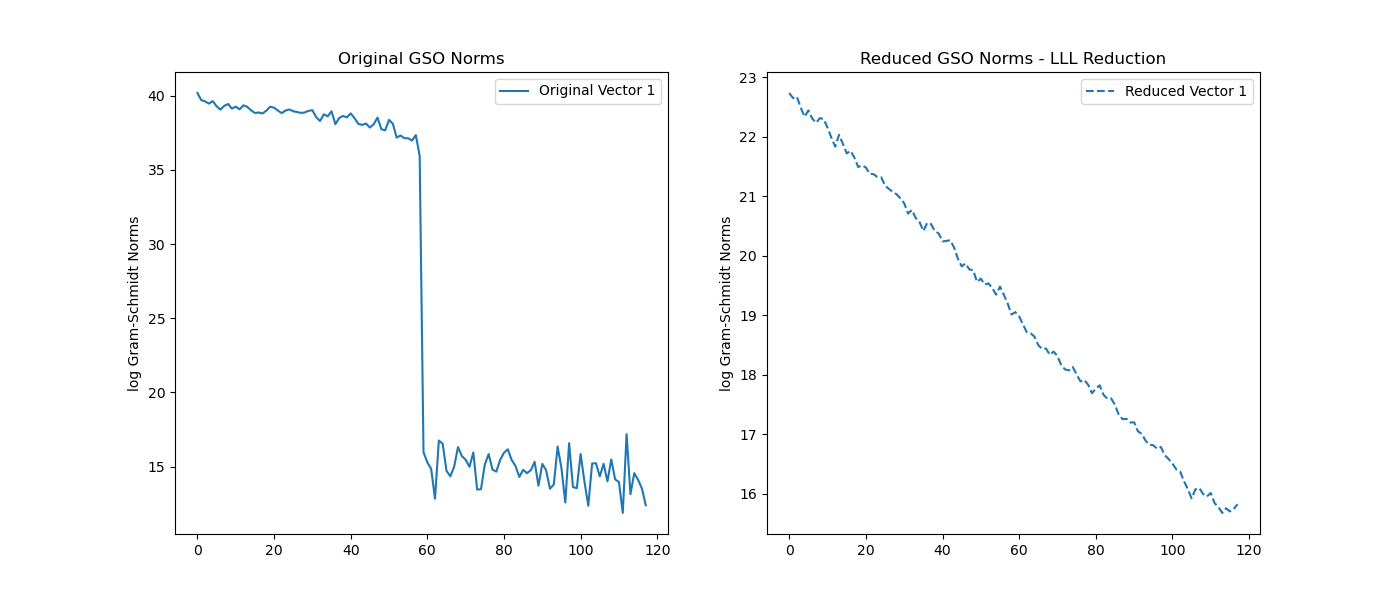 Original GSO Norms
Original Vector 1
log Gram-Schmidt Norms
40
35
30
25
20
15
0 20 40 60 80 100 120
Reduced GSO Norms - LLL Reduction
Reduced Vector 1
log Gram-Schmidt Norms
23
22
21
20
19
18
17
16
0 20 40 60 80 100 120